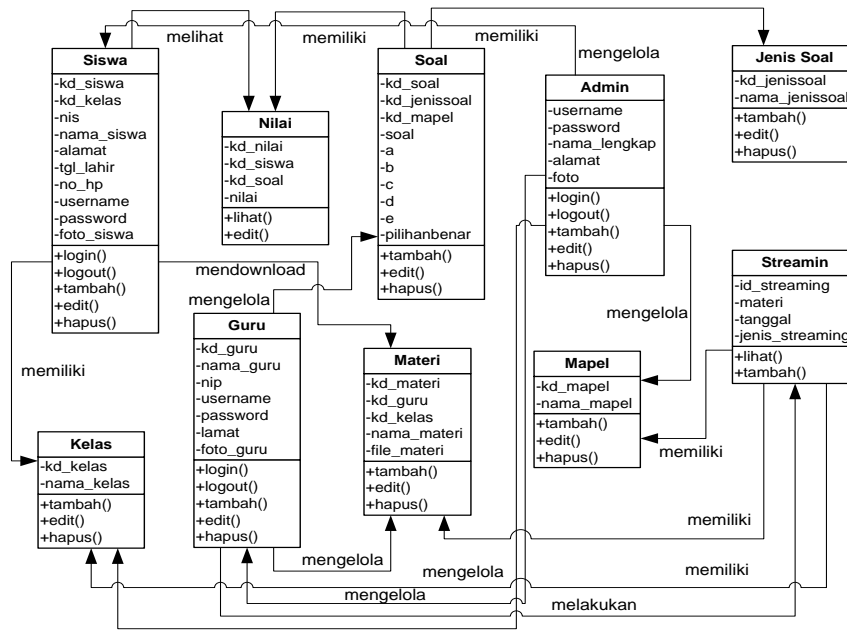 melihat
memiliki
memiliki
mengelola
Siswa
-kd_siswa
-kd_kelas
-nis
-nama_siswa
-alamat
-tgl_lahir
-no_hp
-username
-password
-foto_siswa
+login()
+logout()
+tambah()
+edit()
+hapus()
Nilai
-kd_nilai
-kd_siswa
-kd_soal
-nilai
+lihat()
+edit()
Soal
-kd_soal
-kd_jenissoal
-kd_mapel
-soal
-a
-b
-c
-d
-e
-pilihanbenar
+tambah()
+edit()
+hapus()
Admin
-username
-password
-nama_lengkap
-alamat
-foto
+login()
+logout()
+tambah()
+edit()
+hapus()
Jenis Soal
-kd_jenissoal
-nama_jenissoal
+tambah()
+edit()
+hapus()
mendownload
mengelola
mengelola
memiliki
Guru
-kd_guru
-nama_guru
-nip
-username
-password
-lamat
-foto_guru
+login()
+logout()
+tambah()
+edit()
+hapus()
Materi
-kd_materi
-kd_guru
-kd_kelas
-nama_materi
-file_materi
+tambah()
+edit()
+hapus()
Mapel
-kd_mapel
-nama_mapel
+tambah()
+edit()
+hapus()
Streamin
-id_streaming
-materi
-tanggal
-jenis_streaming
+lihat()
+tambah()
Kelas
-kd_kelas
-nama_kelas
+tambah()
+edit()
+hapus()
memiliki
memiliki
mengelola
mengelola
memiliki
mengelola
melakukan